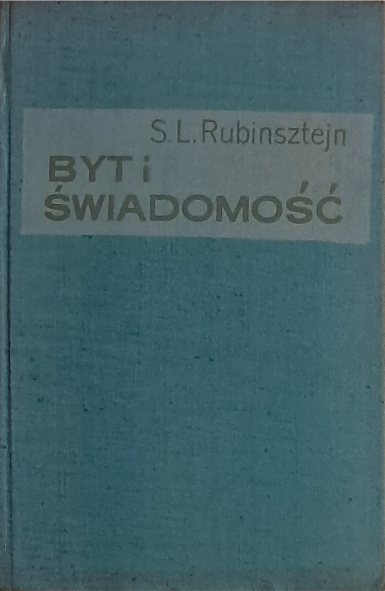 S.L.Rubinsztejn
BYT i
ŚWIADOMOŚĆ